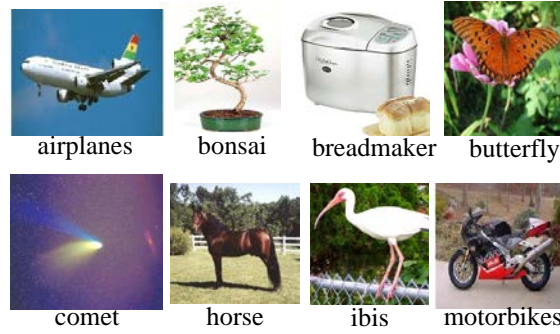 airplanes
bonsai
breadmaker
butterfly
comet
horse
ibis
motorbikes